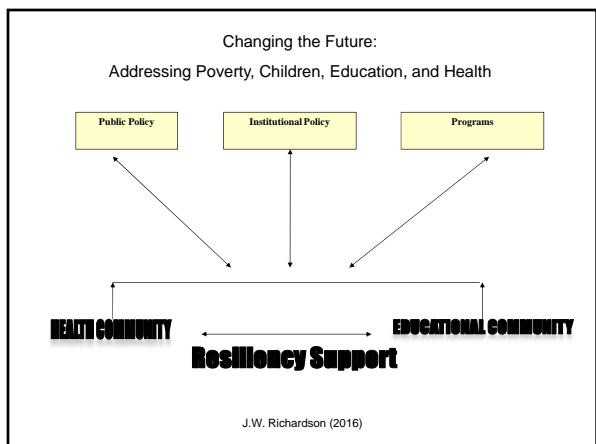 Changing the Future:
Addressing Poverty, Children, Education, and Health
Public Policy
Institutional Policy
Programs
HEALTH COMMUNITY
EDUCATIONAL COMMUNITY
Resiliency Support
J.W. Richardson (2016)